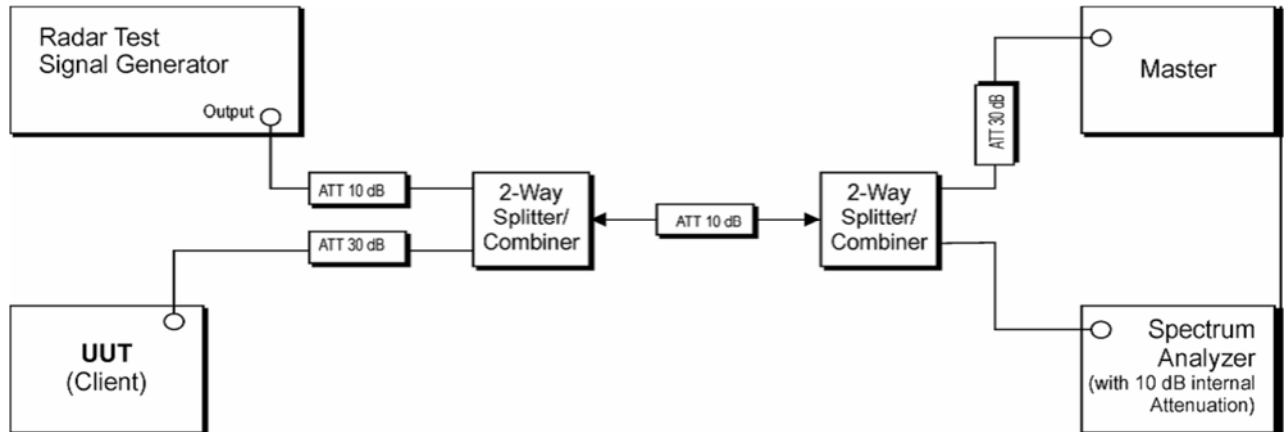 Radar Test
Signal Generator
Output
ATT 10 dB
ATT 30 dB
UUT
(Client)
2-Way
Splitter/
Combiner
ATT 10 dB
2-Way
Splitter/
Combiner
ATT 30 dB
Master
Spectrum
Analyzer
(with 10 dB internal
Attenuation)